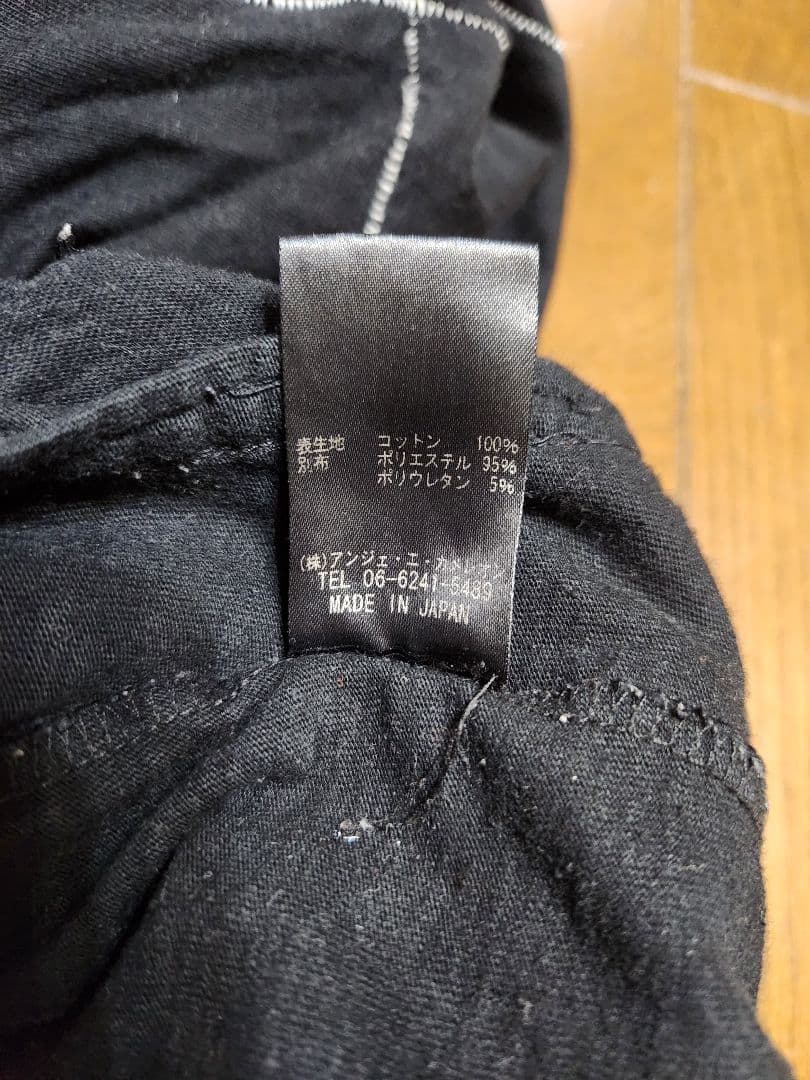 表生地 コットン 100%
別布 ポリエステル 95%
ポリウレタン 5%
(株)アンジェ・エ・
TEL 06-6241-5489
MADE IN JAPAN